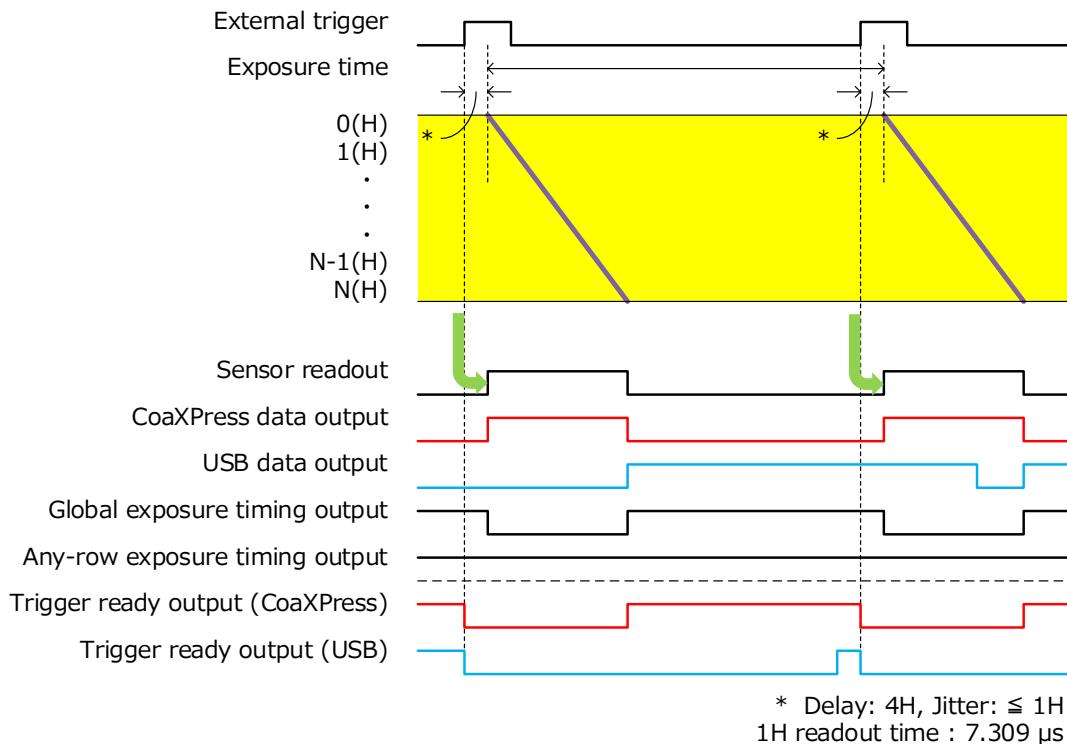 External trigger
Exposure time
*
*
0(H)
1(H)
.
.
.
N-1(H)
N(H)
Sensor readout
CoaXPress data output
USB data output
Global exposure timing output
Any-row exposure timing output
Trigger ready output (CoaXPress)
Trigger ready output (USB)
* Delay: 4H, Jitter: ≦ 1H
1H readout time : 7.309 μs